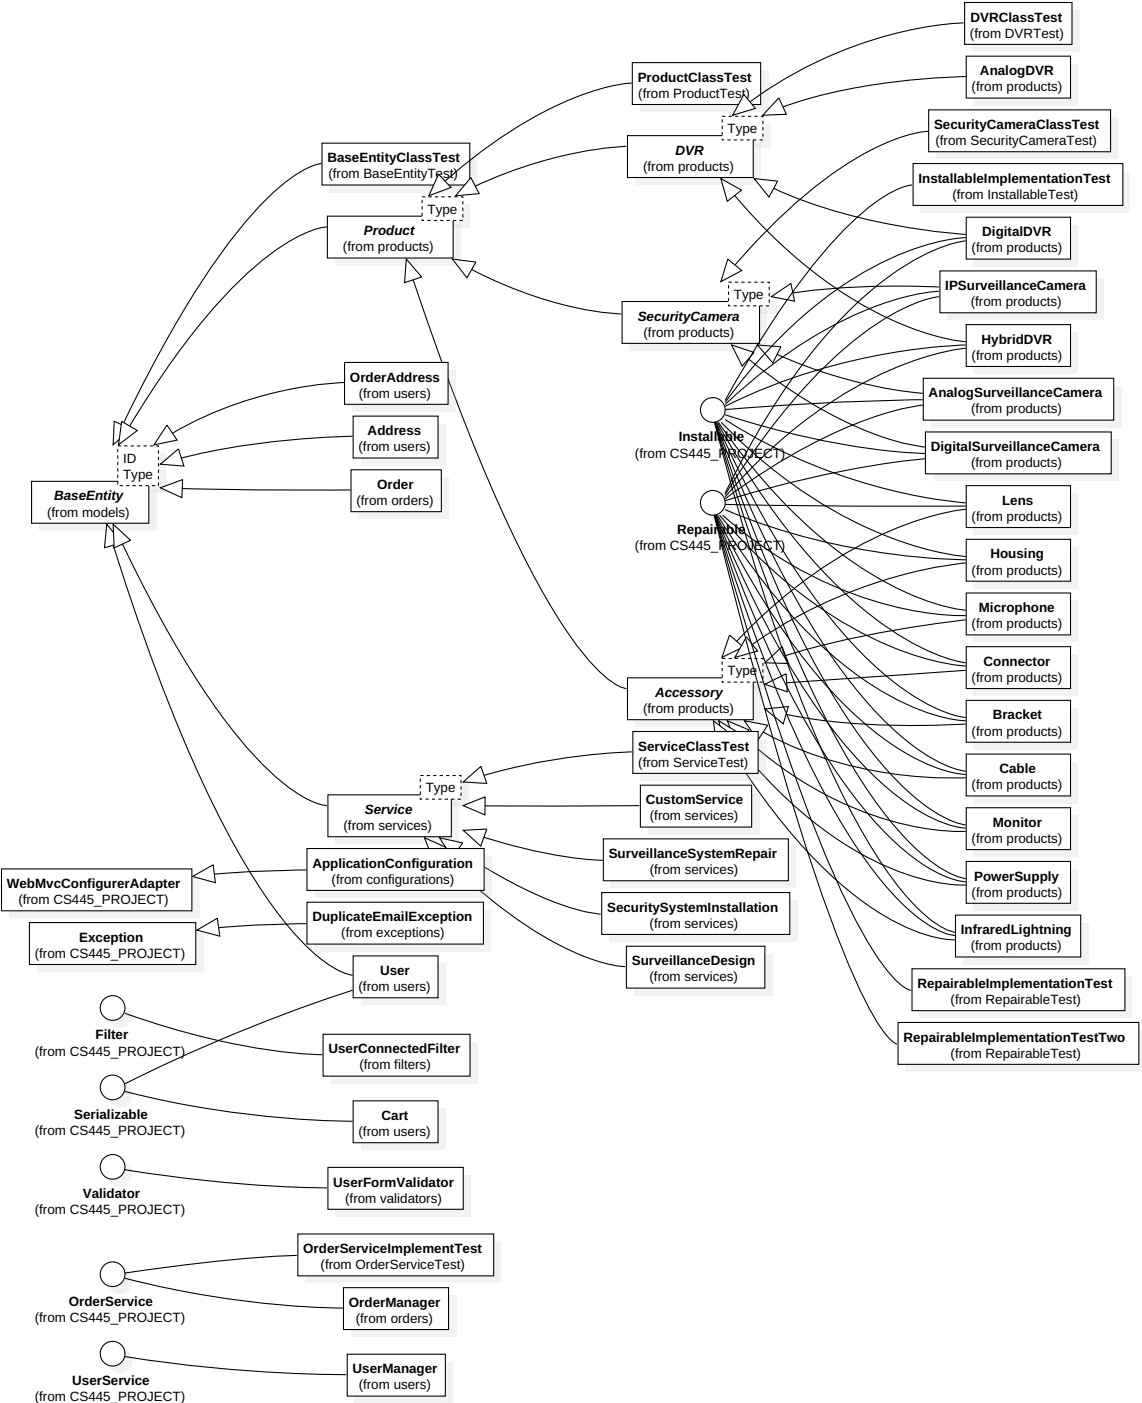 DVRClassTest
(from DVRTest)
AnalogDVR
(from products)
ProductClassTest
(from ProductTest)
Type
DVR
(from products)
SecurityCameraClassTest
(from SecurityCameraTest)
BaseEntityClassTest
(from BaseEntityTest)
InstallableImplementationTest
(from InstallableTest)
Type
Product
(from products)
DigitalDVR
(from products)
IPSurveillanceCamera
(from products)
Type
SecurityCamera
(from products)
HybridDVR
(from products)
OrderAddress
(from users)
AnalogSurveillanceCamera
(from products)
Address
(from users)
Installable
(from CS445_PROJECT)
DigitalSurveillanceCamera
(from products)
ID
Type
BaseEntity
(from models)
Order
(from orders)
Lens
(from products)
Repairable
(from CS445_PROJECT)
Housing
(from products)
Microphone
(from products)
Connector
(from products)
Type
Accessory
(from products)
Bracket
(from products)
ServiceClassTest
(from ServiceTest)
Cable
(from products)
Type
Service
(from services)
CustomService
(from services)
Monitor
(from products)
ApplicationConfiguration
(from configurations)
SurveillanceSystemRepair
(from services)
WebMvcConfigurerAdapter
(from CS445_PROJECT)
PowerSupply
(from products)
DuplicateEmailException
(from exceptions)
SecuritySystemInstallation
(from services)
Exception
(from CS445_PROJECT)
InfraredLightning
(from products)
User
(from users)
SurveillanceDesign
(from services)
RepairableImplementationTest
(from RepairableTest)
Filter
(from CS445_PROJECT)
UserConnectedFilter
(from filters)
RepairableImplementationTestTwo
(from RepairableTest)
Serializable
(from CS445_PROJECT)
Cart
(from users)
Validator
(from CS445_PROJECT)
UserFormValidator
(from validators)
OrderServiceImplementTest
(from OrderServiceTest)
OrderService
(from CS445_PROJECT)
OrderManager
(from orders)
UserService
(from CS445_PROJECT)
UserManager
(from users)